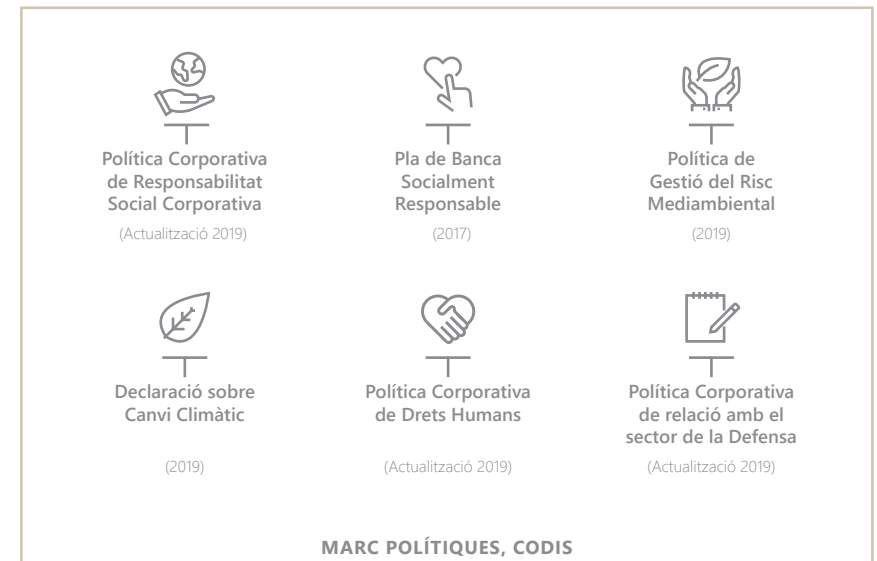 Política Corporativa
de Responsabilitat
Social Corporativa
(Actualització 2019)
Pla de Banca
Socialment
Responsable
(2017)
Política de
Gestió del Risc
Mediambiental
(2019)
Declaració sobre
Canvi Climàtic
(2019)
Política Corporativa
de Drets Humans
(Actualització 2019)
Política Corporativa
de relació amb el
sector de la Defensa
(Actualització 2019)
MARC POLÍTIQUES, CODIS